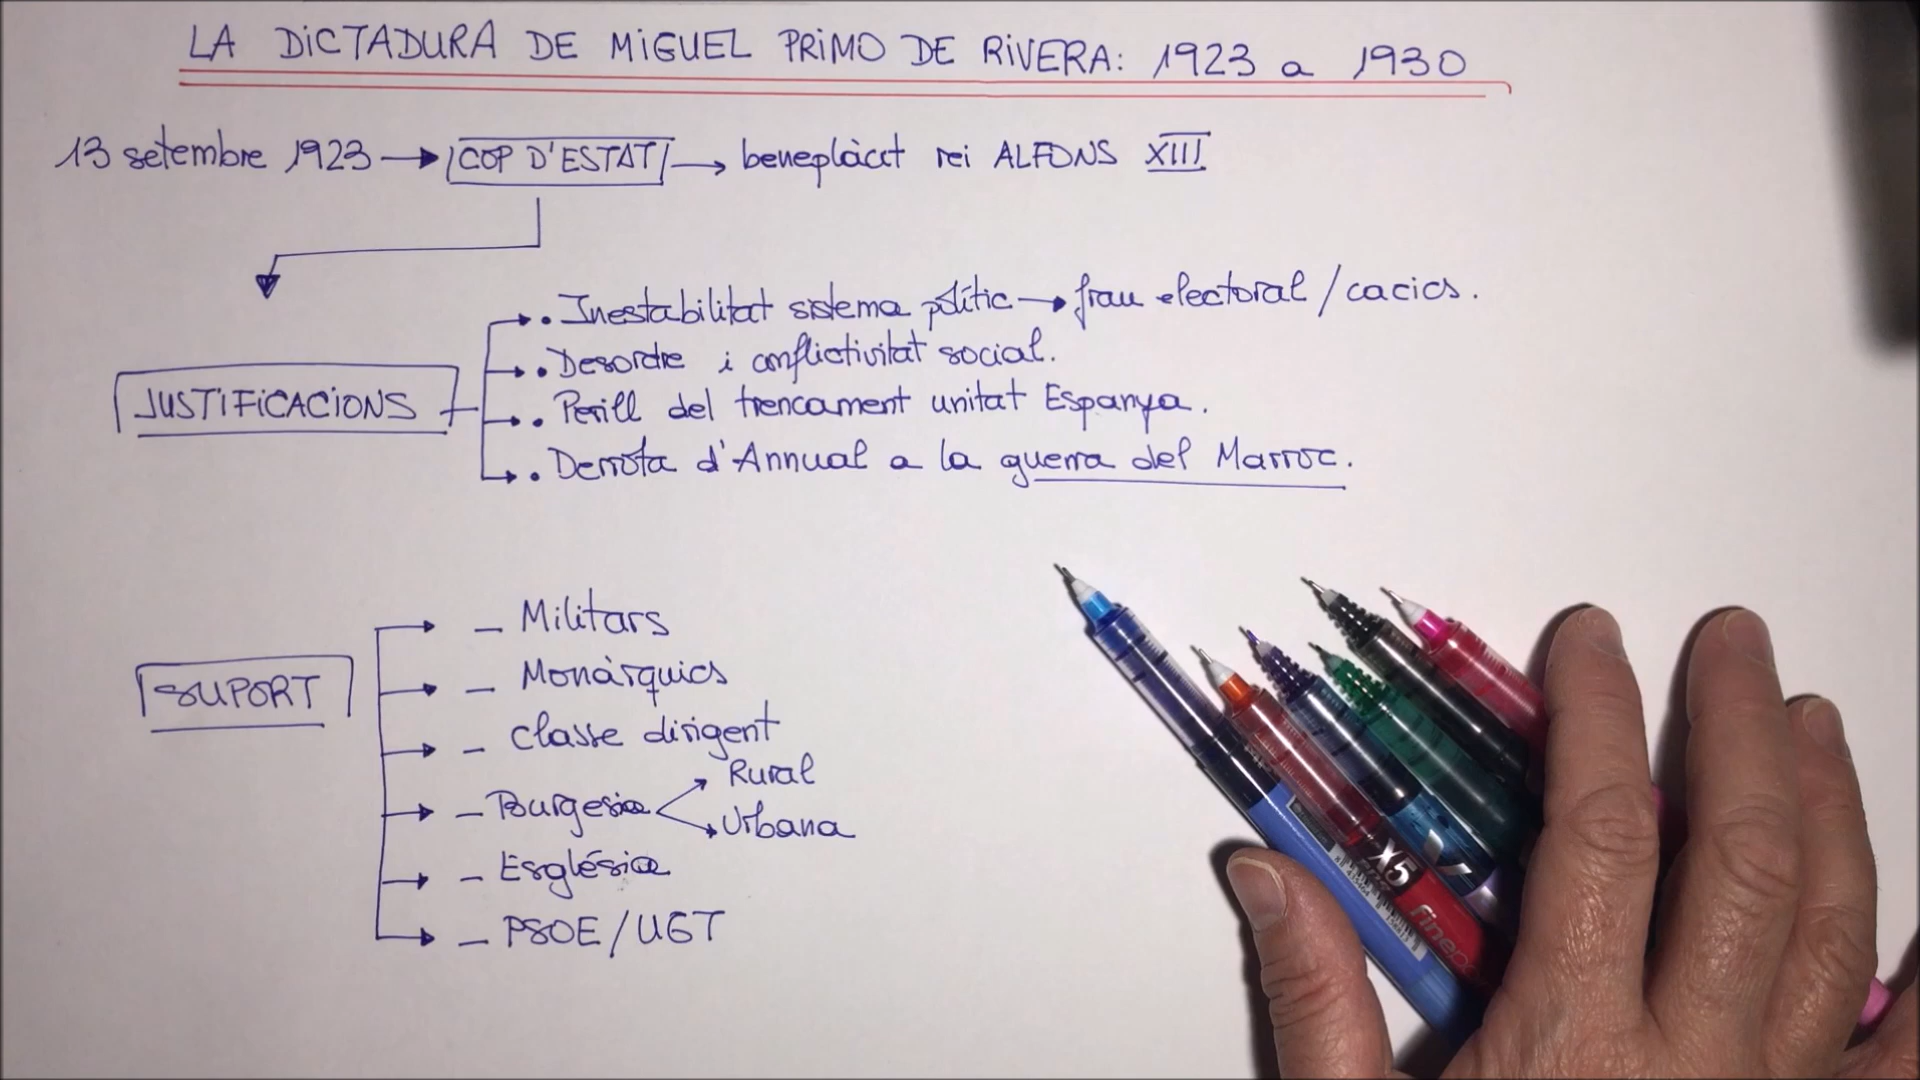 LA DICTADURA DE MIGUEL PRIMO DE RIVERA: 1923 a 1930
13 setembre 1923 → COP D'ESTAT → beneplàcit rei ALFONS XIII
JUSTIFICACIONS
• Inestabilitat sistema polític → frau electoral / cacics.
• Desordre i conflictivitat social.
• Perill del trencament unitat Espanya.
• Derrota d'Annual a la guerra del Marroc.
SUPORT
- Militars
- Monàrquics
- Classe dirigent
- Burgesia
Rural
Urbana
- Església
- PSOE / UGT
X5